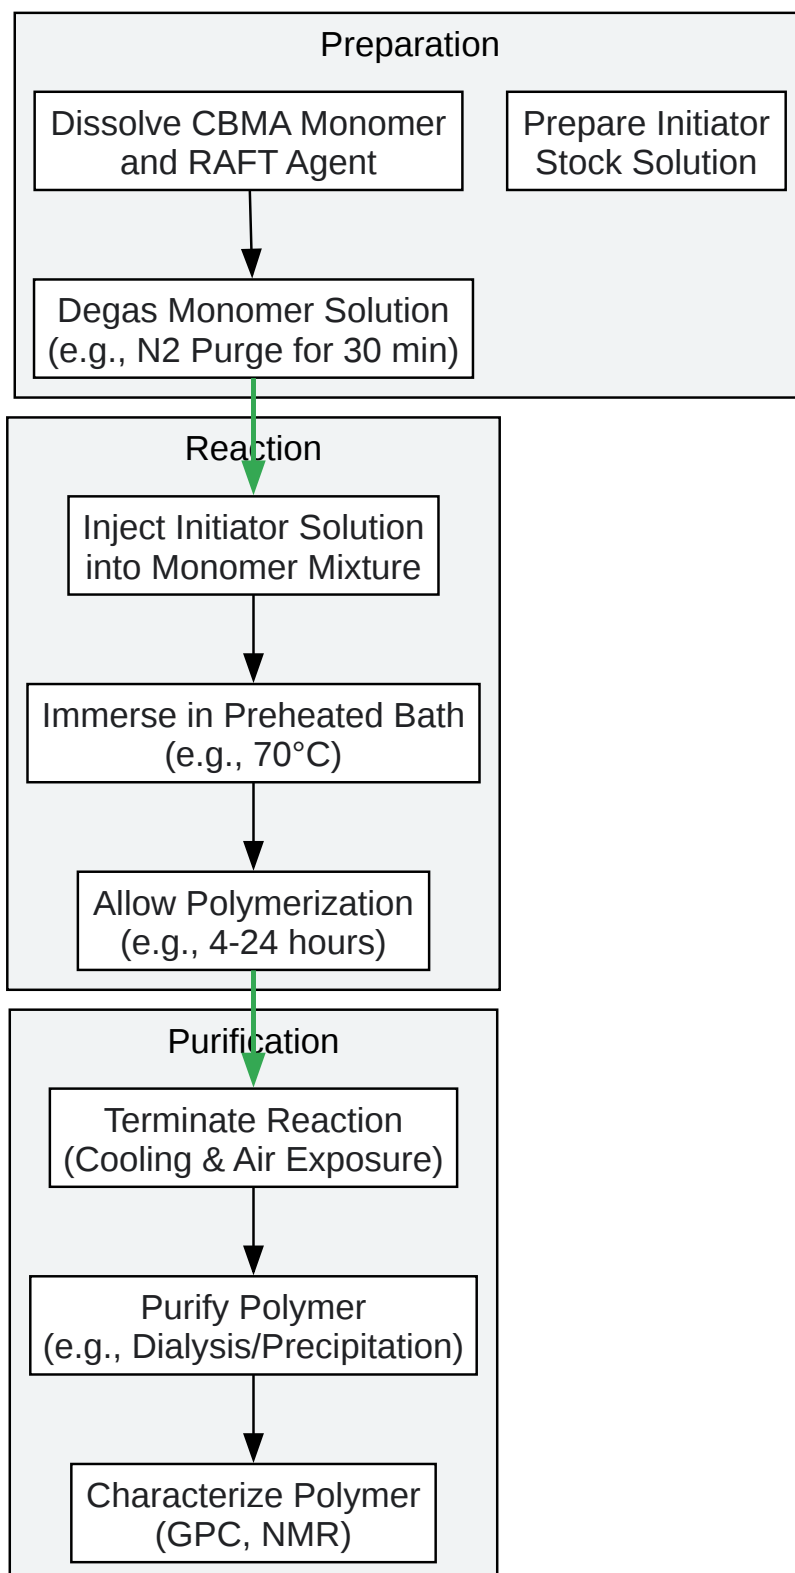 Preparation
Dissolve CBMA Monomer
and RAFT Agent
Prepare Initiator
Stock Solution
Degas Monomer Solution
(e.g., N2 Purge for 30 min)
Reaction
Inject Initiator Solution
into Monomer Mixture
Immerse in Preheated Bath
(e.g., 70°C)
Allow Polymerization
(e.g., 4-24 hours)
Purification
Terminate Reaction
(Cooling & Air Exposure)
Purify Polymer
(e.g., Dialysis/Precipitation)
Characterize Polymer
(GPC, NMR)